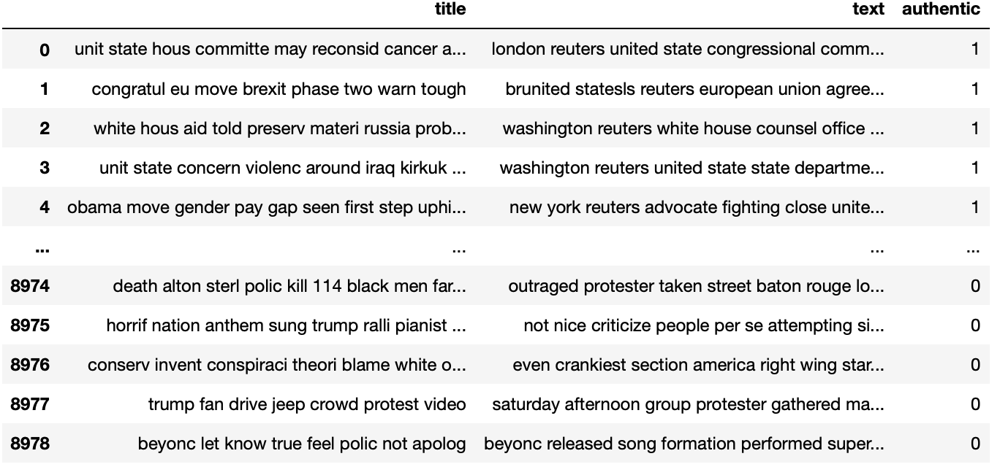 title text authentic
0 unit state hous committe may reconsid cancer a... london reuters united state congressional comm... 1
1 congratul eu move brexit phase two warn tough brunited statesls reuters european union agree... 1
2 white hous aid told preserv materi russia prob... washington reuters white house counsel office ... 1
3 unit state concern violenc around iraq kirkuk ... washington reuters united state state departme... 1
4 obama move gender pay gap seen first step uphi... new york reuters advocate fighting close unite... 1
... ... ... ...
8974 death alton sterl polic kill 114 black men far... outraged protester taken street baton rouge lo... 0
8975 horrif nation anthem sung trump ralli pianist ... not nice criticize people per se attempting si... 0
8976 conserv invent conspiraci theori blame white o... even crankiest section america right wing star... 0
8977 trump fan drive jeep crowd protest video saturday afternoon group protester gathered ma... 0
8978 beyonc let know true feel polic not apolog beyonc released song formation performed super... 0